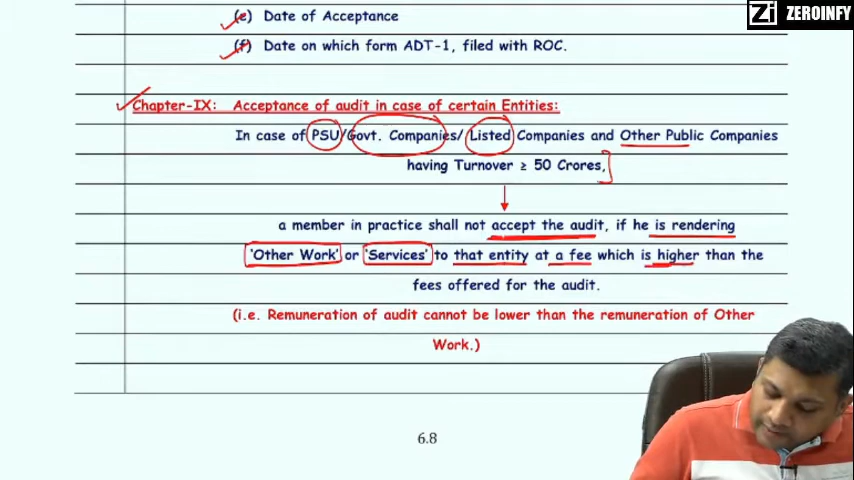 Zi ZEROINFY
(e) Date of Acceptance
(f) Date on which form ADT-1, filed with ROC.
Chapter-IX: Acceptance of audit in case of certain Entities:
In case of PSU/Govt. Companies/ Listed Companies and Other Public Companies
having Turnover ≥ 50 Crores,
a member in practice shall not accept the audit, if he is rendering
'Other Work' or 'Services' to that entity at a fee which is higher than the
fees offered for the audit.
(i.e. Remuneration of audit cannot be lower than the remuneration of Other
Work.)
6.8